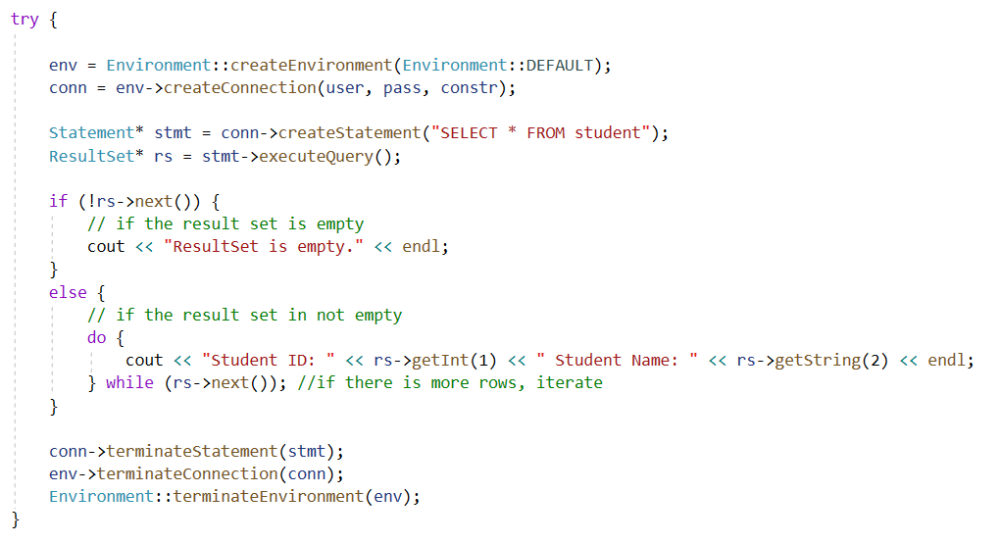 try {
env = Environment::createEnvironment(Environment::DEFAULT);
conn = env->createConnection(user, pass, constr);
Statement* stmt = conn->createStatement("SELECT * FROM student");
ResultSet* rs = stmt->executeQuery();
if (!rs->next()) {
// if the result set is empty
cout << "ResultSet is empty." << endl;
}
else {
// if the result set in not empty
do {
cout << "Student ID: " << rs->getInt(1) << " Student Name: " << rs->getString(2) << endl;
} while (rs->next()); //if there is more rows, iterate
}
conn->terminateStatement(stmt);
env->terminateConnection(conn);
Environment::terminateEnvironment(env);
}